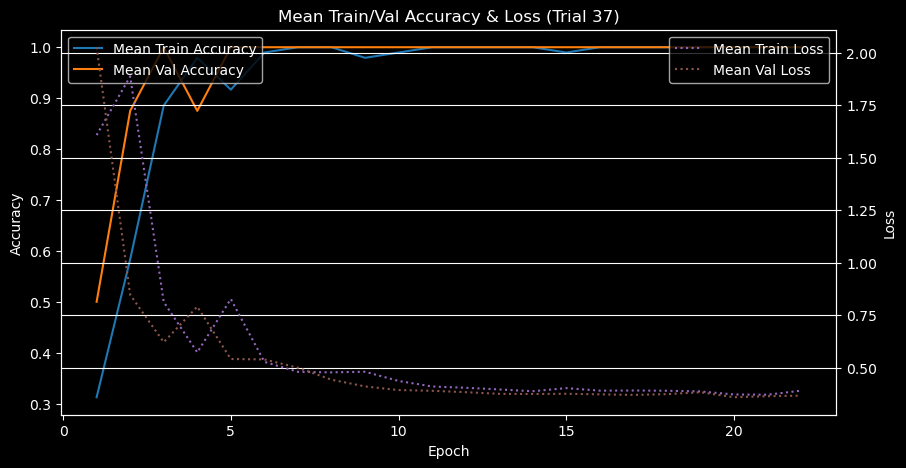 Mean Train/Val Accuracy & Loss (Trial 37)
Mean Train Accuracy
Mean Val Accuracy
Mean Train Loss
Mean Val Loss
1.0
0.9
0.8
0.7
0.6
0.5
0.4
0.3
Accuracy
2.00
1.75
1.50
1.25
1.00
0.75
0.50
Loss
0 5 10 15 20
Epoch